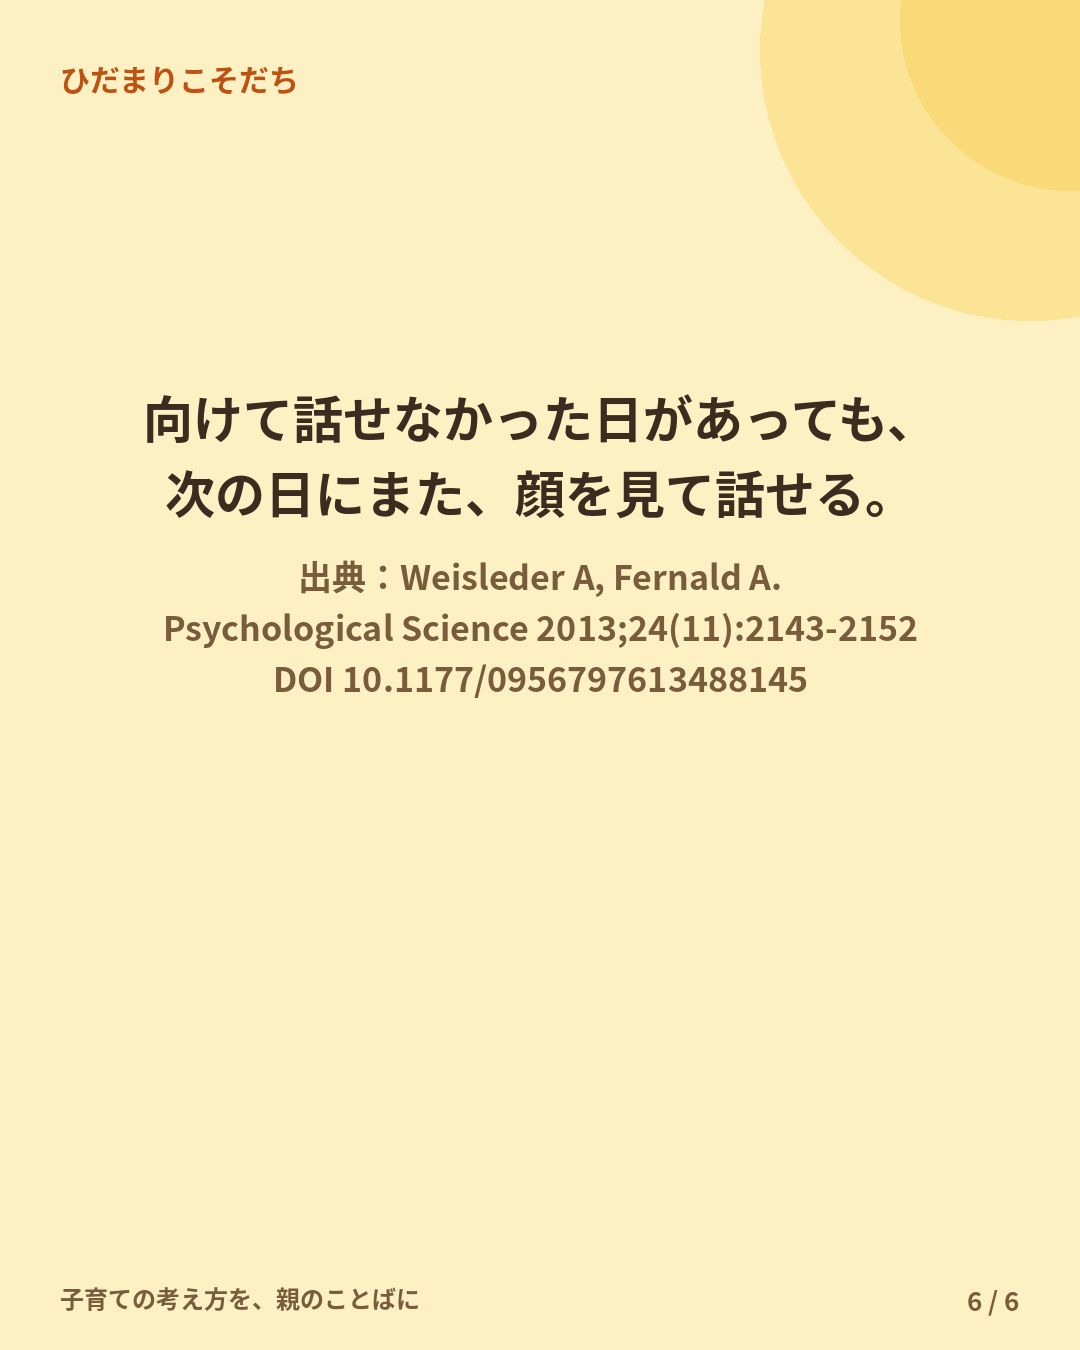 ひだまりこそだち
向けて話せなかった日があっても、
次の日にまた、顔を見て話せる。
出典：Weisleder A, Fernald A.
Psychological Science 2013;24(11):2143-2152
DOI 10.1177/0956797613488145
子育ての考え方を、親のことばに
6 / 6